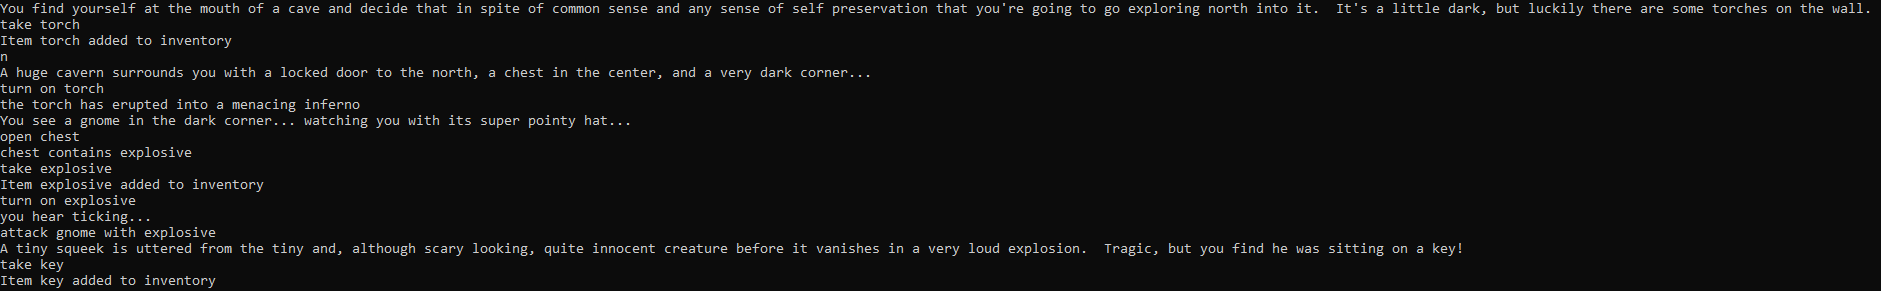 You find yourself at the mouth of a cave and decide that in spite of common sense and any sense of self preservation that you're going to go exploring north into it.  It's a little dark, but luckily there are some torches on the wall.
take torch
Item torch added to inventory
n
A huge cavern surrounds you with a locked door to the north, a chest in the center, and a very dark corner...
turn on torch
the torch has erupted into a menacing inferno
You see a gnome in the dark corner... watching you with its super pointy hat...
open chest
chest contains explosive
take explosive
Item explosive added to inventory
turn on explosive
you hear ticking...
attack gnome with explosive
A tiny squeek is uttered from the tiny and, although scary looking, quite innocent creature before it vanishes in a very loud explosion.  Tragic, but you find he was sitting on a key!
take key
Item key added to inventory